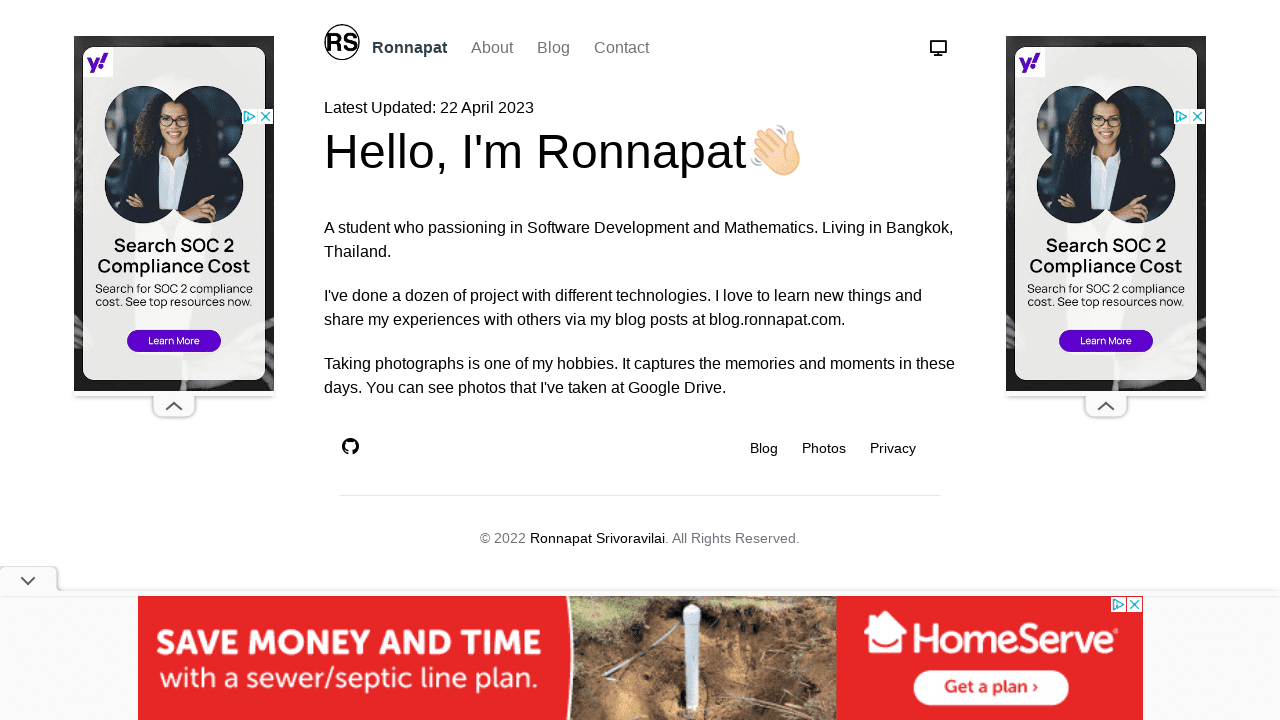 RS Ronnapat About Blog Contact
Latest Updated: 22 April 2023
Hello, I'm Ronnapat👋🏻
A student who passioning in Software Development and Mathematics. Living in Bangkok,
Thailand.
I've done a dozen of project with different technologies. I love to learn new things and
share my experiences with others via my blog posts at blog.ronnapat.com.
Taking photographs is one of my hobbies. It captures the memories and moments in these
days. You can see photos that I've taken at Google Drive.
Blog Photos Privacy
© 2022 Ronnapat Srivoravilai. All Rights Reserved.
y!
Search SOC 2
Compliance Cost
Search for SOC 2 compliance
cost. See top resources now.
Learn More
y!
Search SOC 2
Compliance Cost
Search for SOC 2 compliance
cost. See top resources now.
Learn More
SAVE MONEY AND TIME
with a sewer/septic line plan.
HomeServe®
Get a plan ›